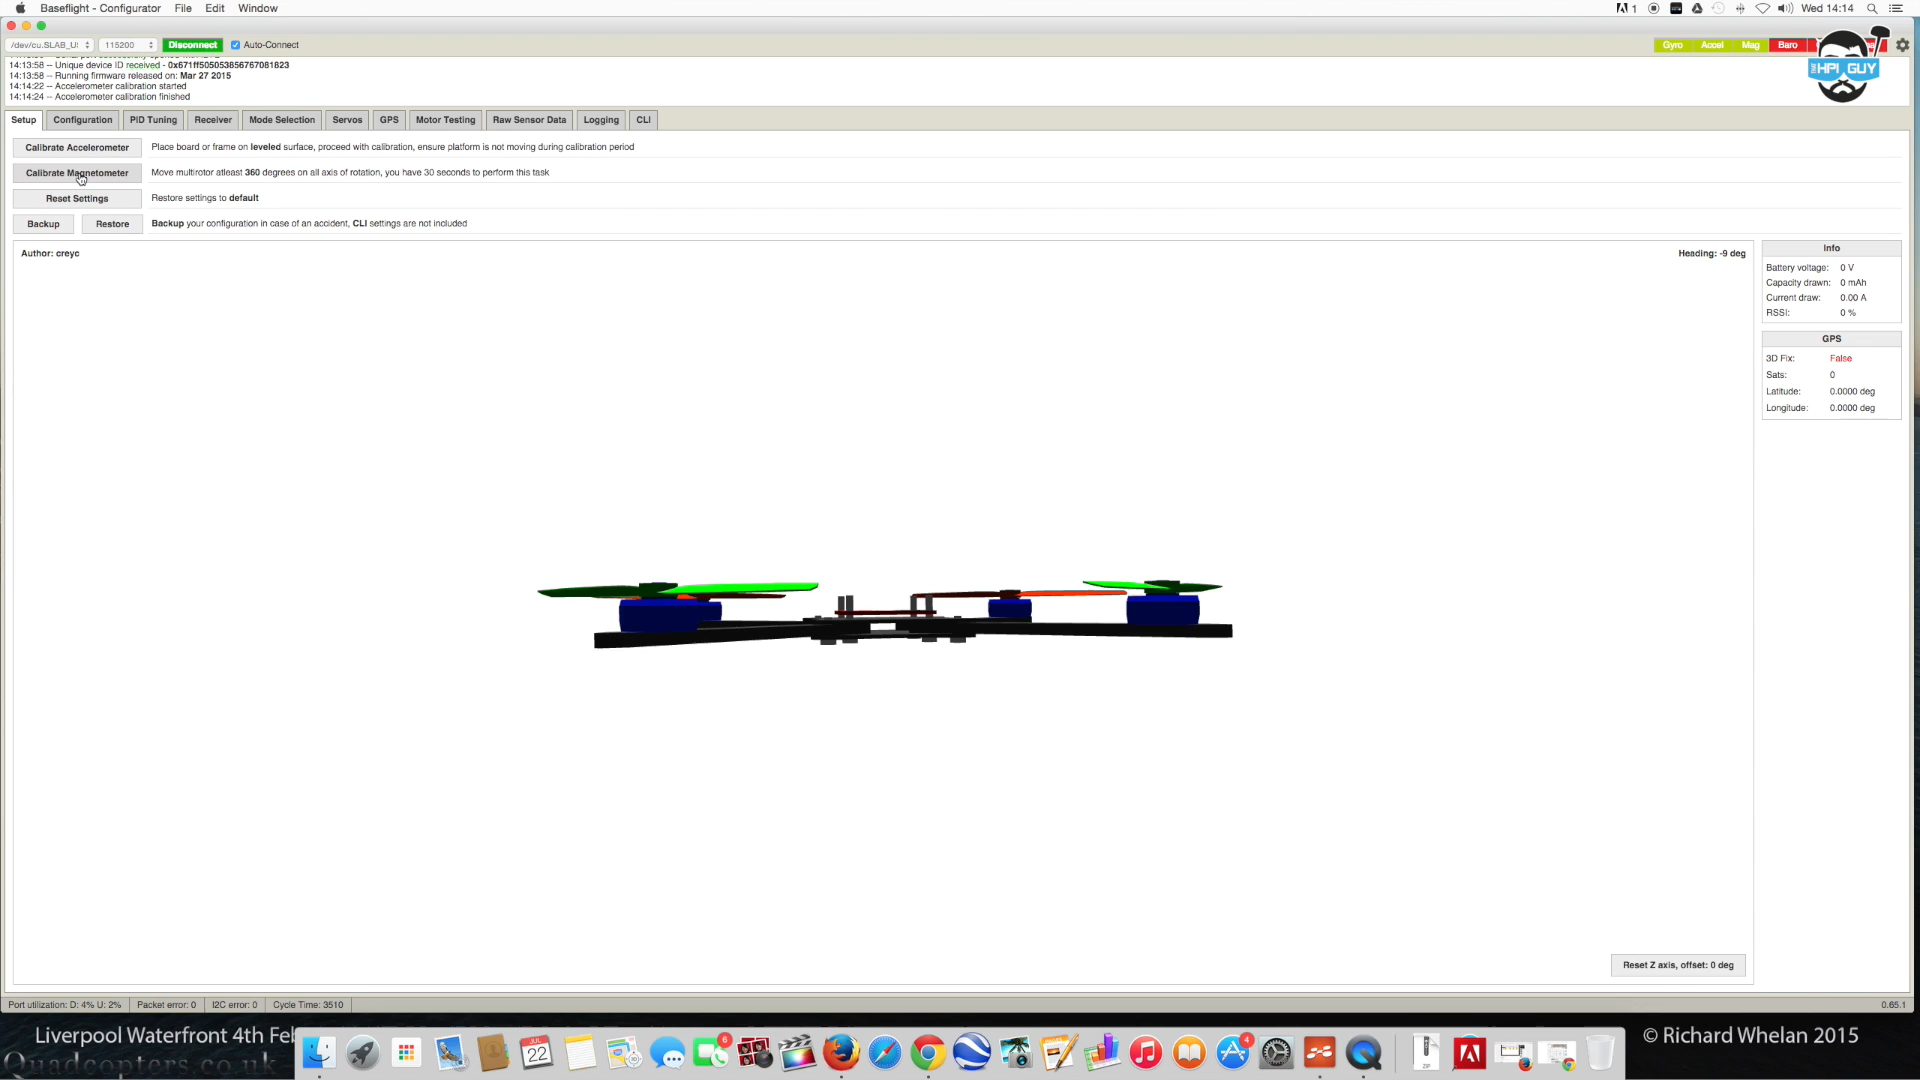 Baseflight - Configurator File Edit Window
1 Wed 14:14
/dev/cu.SLAB_U 115200 Disconnect Auto-Connect
Gyro Accel Mag Baro
THE HPI GUY
14:13:58 -- Unique device ID received - 0x671ff505053856767081823
14:13:58 -- Running firmware released on: Mar 27 2015
14:14:22 -- Accelerometer calibration started
14:14:24 -- Accelerometer calibration finished
Setup Configuration PID Tuning Receiver Mode Selection Servos GPS Motor Testing Raw Sensor Data Logging CLI
Calibrate Accelerometer Place board or frame on leveled surface, proceed with calibration, ensure platform is not moving during calibration period
Calibrate Magnetometer Move multirotor atleast 360 degrees on all axis of rotation, you have 30 seconds to perform this task
Reset Settings Restore settings to default
Backup Restore Backup your configuration in case of an accident, CLI settings are not included
Author: creyc
Heading: -9 deg
Info
Battery voltage: 0 V
Capacity drawn: 0 mAh
Current draw: 0.00 A
RSSI: 0 %
GPS
3D Fix: False
Sats: 0
Latitude: 0.0000 deg
Longitude: 0.0000 deg
Reset Z axis, offset: 0 deg
Port utilization: D: 4% U: 2% Packet error: 0 I2C error: 0 Cycle Time: 3510
0.65.1
Liverpool Waterfront 4th Feb
© Richard Whelan 2015
Quadcopters.co.uk
JUL
22
6
4
ZIP